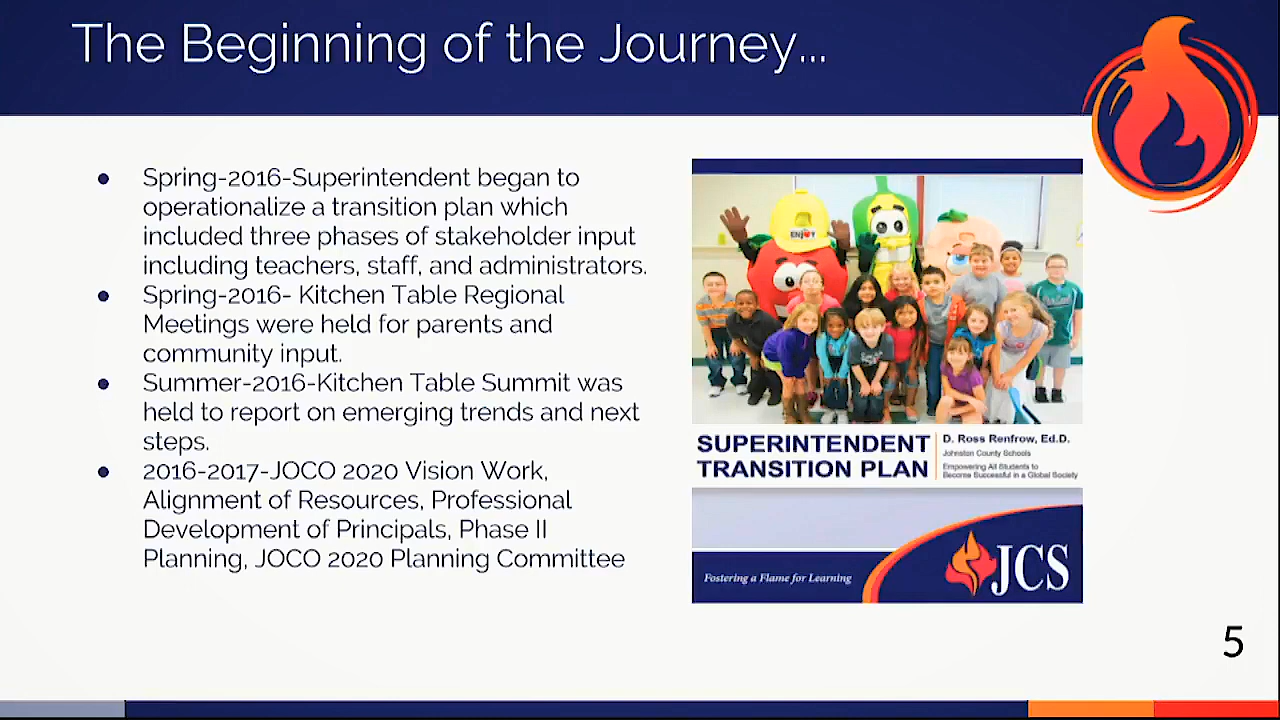 The Beginning of the Journey...
● Spring-2016-Superintendent began to
operationalize a transition plan which
included three phases of stakeholder input
including teachers, staff, and administrators.
● Spring-2016- Kitchen Table Regional
Meetings were held for parents and
community input.
● Summer-2016-Kitchen Table Summit was
held to report on emerging trends and next
steps.
● 2016-2017-JOCO 2020 Vision Work,
Alignment of Resources, Professional
Development of Principals, Phase II
Planning, JOCO 2020 Planning Committee
ENJOY
SUPERINTENDENT
TRANSITION PLAN
D. Ross Renfrow, Ed.D.
Johnston County Schools
Empowering All Students to
Become Successful in a Global Society
Fostering a Flame for Learning
JCS
5